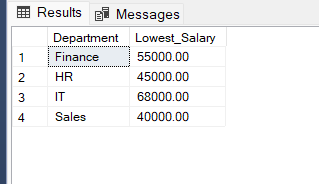 Results Messages
Department Lowest_Salary
1 Finance 55000.00
2 HR 45000.00
3 IT 68000.00
4 Sales 40000.00